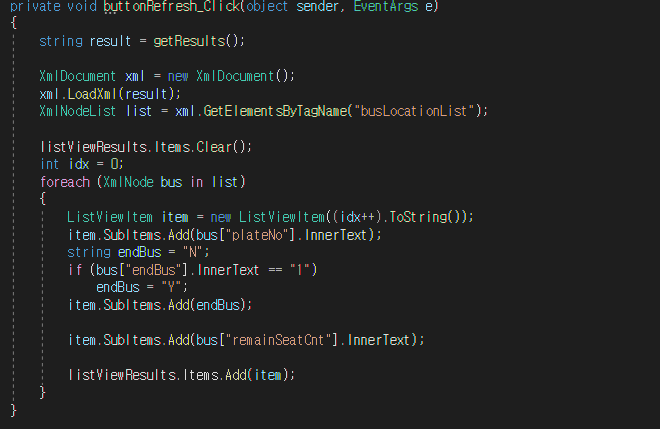 private void buttonRefresh_Click(object sender, EventArgs e)
{
string result = getResults();
XmlDocument xml = new XmlDocument();
xml.LoadXml(result);
XmlNodeList list = xml.GetElementsByTagName("busLocationList");
listViewResults.Items.Clear();
int idx = 0;
foreach (XmlNode bus in list)
{
ListViewItem item = new ListViewItem((idx++).ToString());
item.SubItems.Add(bus["plateNo"].InnerText);
string endBus = "N";
if (bus["endBus"].InnerText == "1")
endBus = "Y";
item.SubItems.Add(endBus);
item.SubItems.Add(bus["remainSeatCnt"].InnerText);
listViewResults.Items.Add(item);
}
}